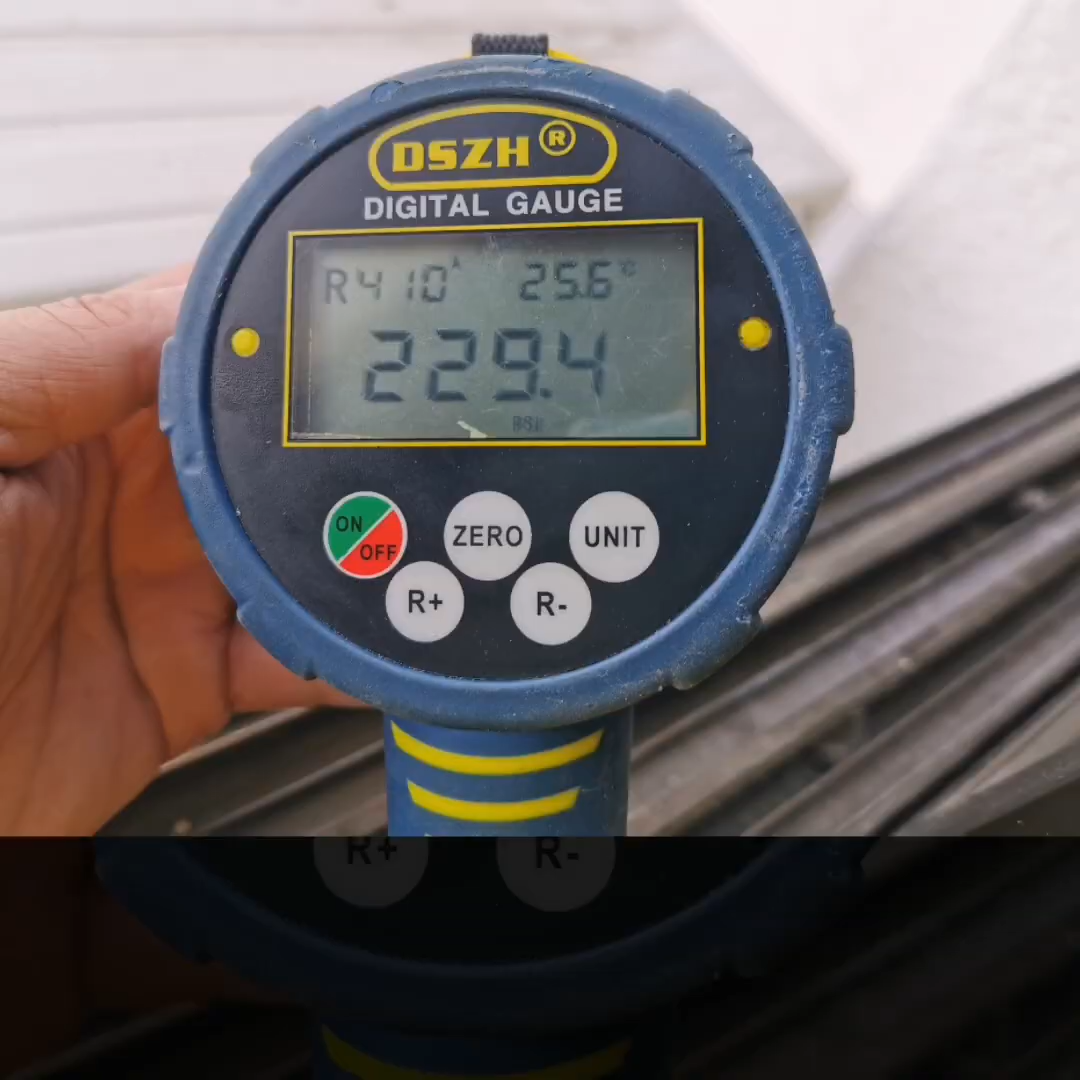 DSZH®
DIGITAL GAUGE
R410A 25.6°C
229.4
PSI
ON
OFF
ZERO
UNIT
R+
R-
R+
R-